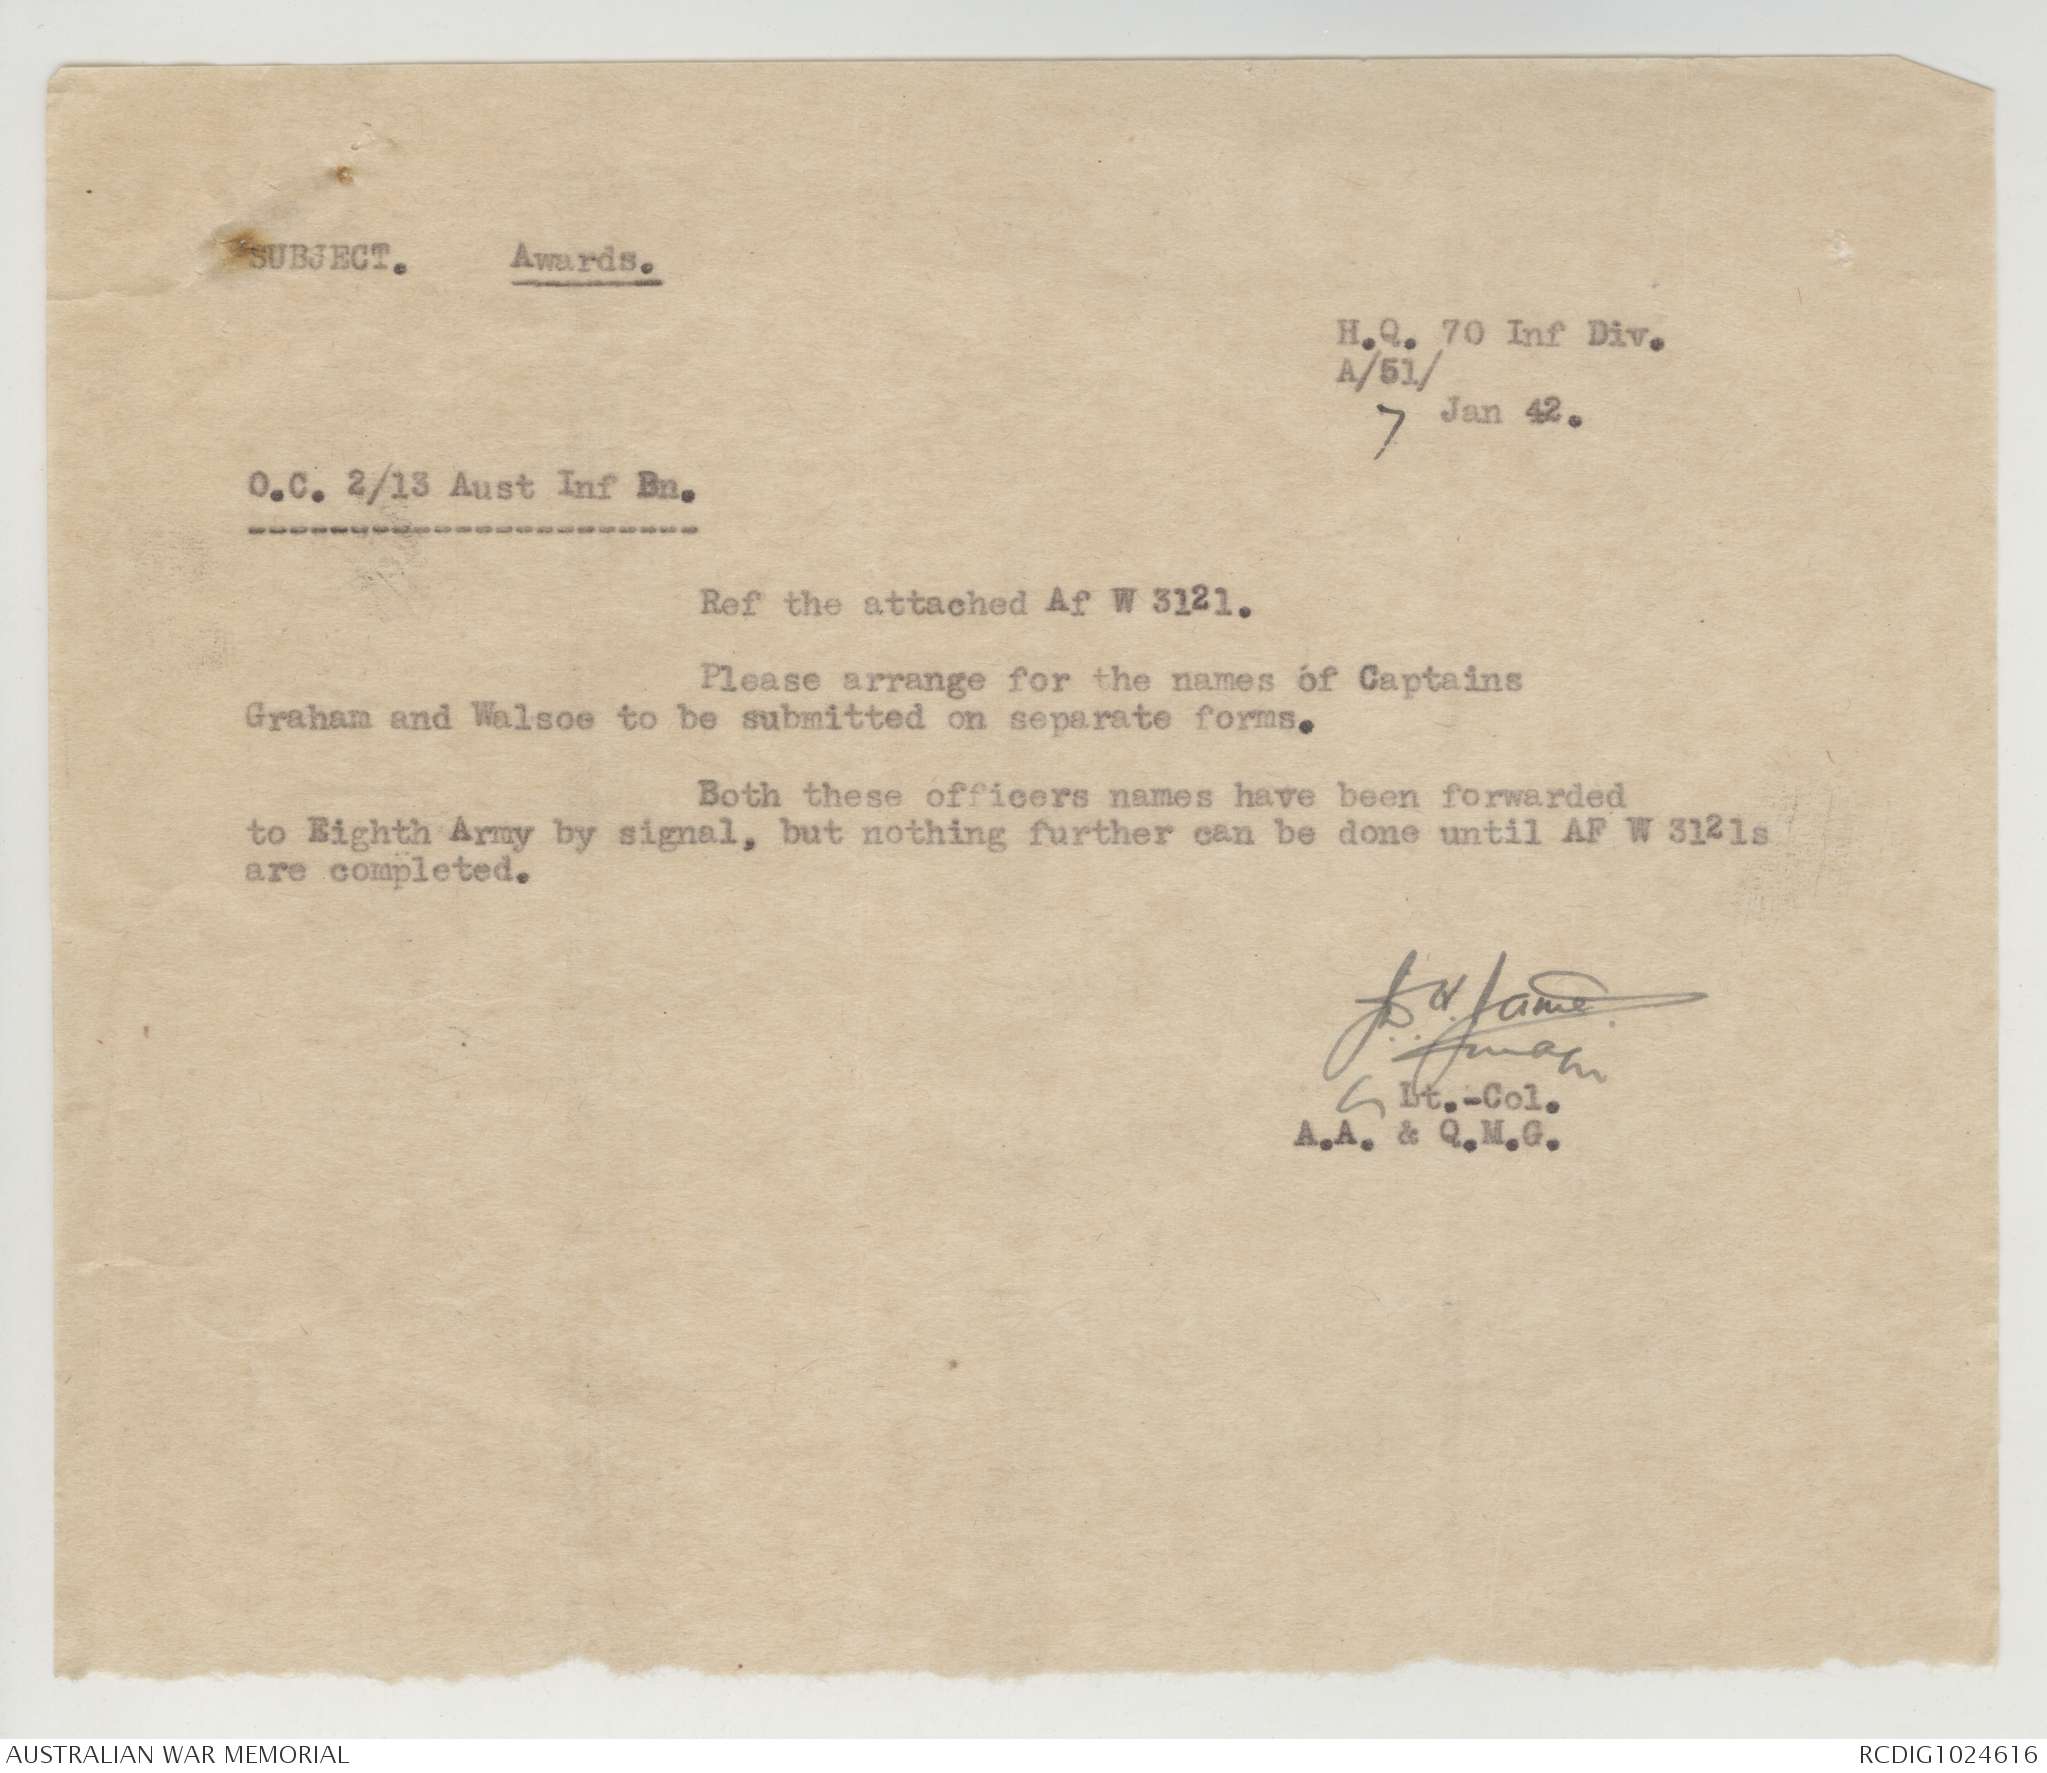 SUBJECT. Awards.
H.Q. 70 Inf Div.
A/51/
7 Jan 42.
O.C. 2/13 Aust Inf Bn.
----------------------
Ref the attached Af W 3121.
Please arrange for the names of Captains
Graham and Walsoe to be submitted on separate forms.
Both these officers names have been forwarded
to Eighth Army by signal, but nothing further can be done until AF W 3121s
are completed.
Lt.-Col.
A.A. & Q.M.G.
AUSTRALIAN WAR MEMORIAL
RCDIG1024616